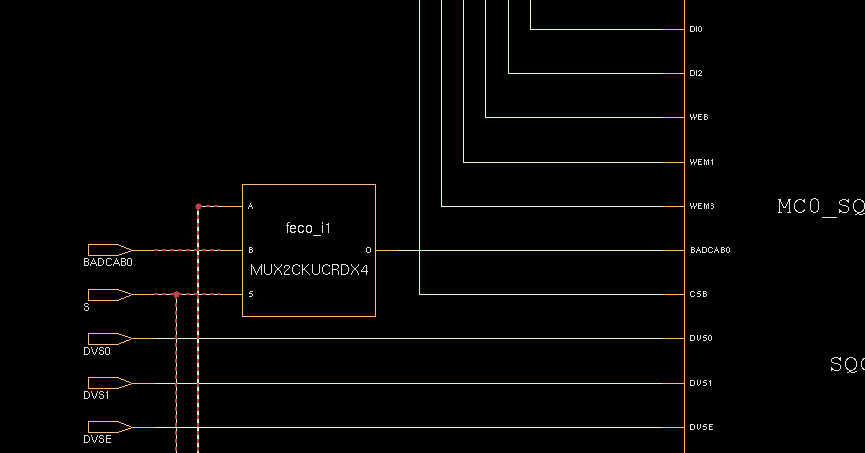 DI0
DI2
WEB
WEM1
A
WEM3
MC0_SQ
feco_i1
B
O
BADCAB0
BADCAB0
MUX2CKUCRDX4
S
CSB
S
DVS0
DVS0
SQ
DVS1
DVS1
DVSE
DVSE